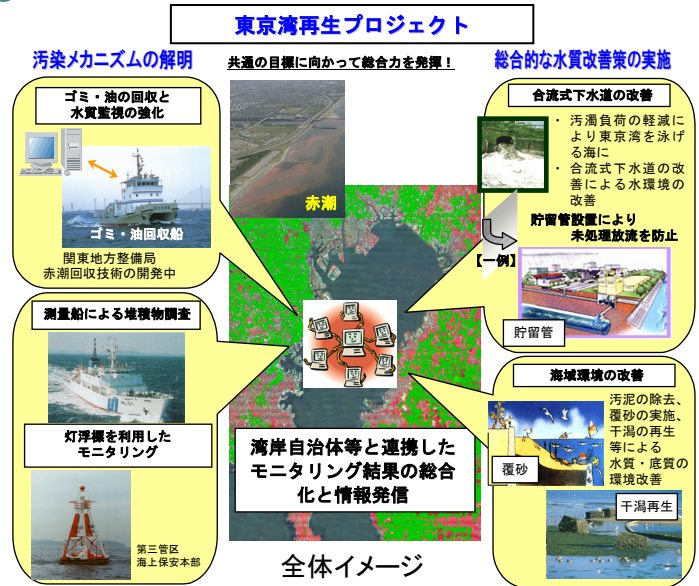 東京湾再生プロジェクト
汚染メカニズムの解明
共通の目標に向かって総合力を発揮！
総合的な水質改善策の実施
ゴミ・油の回収と
水質監視の強化
ゴミ・油回収船
関東地方整備局
赤潮回収技術の開発中
測量船による堆積物調査
灯浮標を利用した
モニタリング
第三管区
海上保安本部
赤潮
湾岸自治体等と連携した
モニタリング結果の総合
化と情報発信
全体イメージ
合流式下水道の改善
・ 汚濁負荷の軽減に
より東京湾を泳げ
る海に
・ 合流式下水道の改
善による水環境の
改善
貯留管設置により
未処理放流を防止
【一例】
貯留管
海域環境の改善
汚泥の除去、
覆砂の実施、
干潟の再生
等による
水質・底質の
環境改善
覆砂
干潟再生